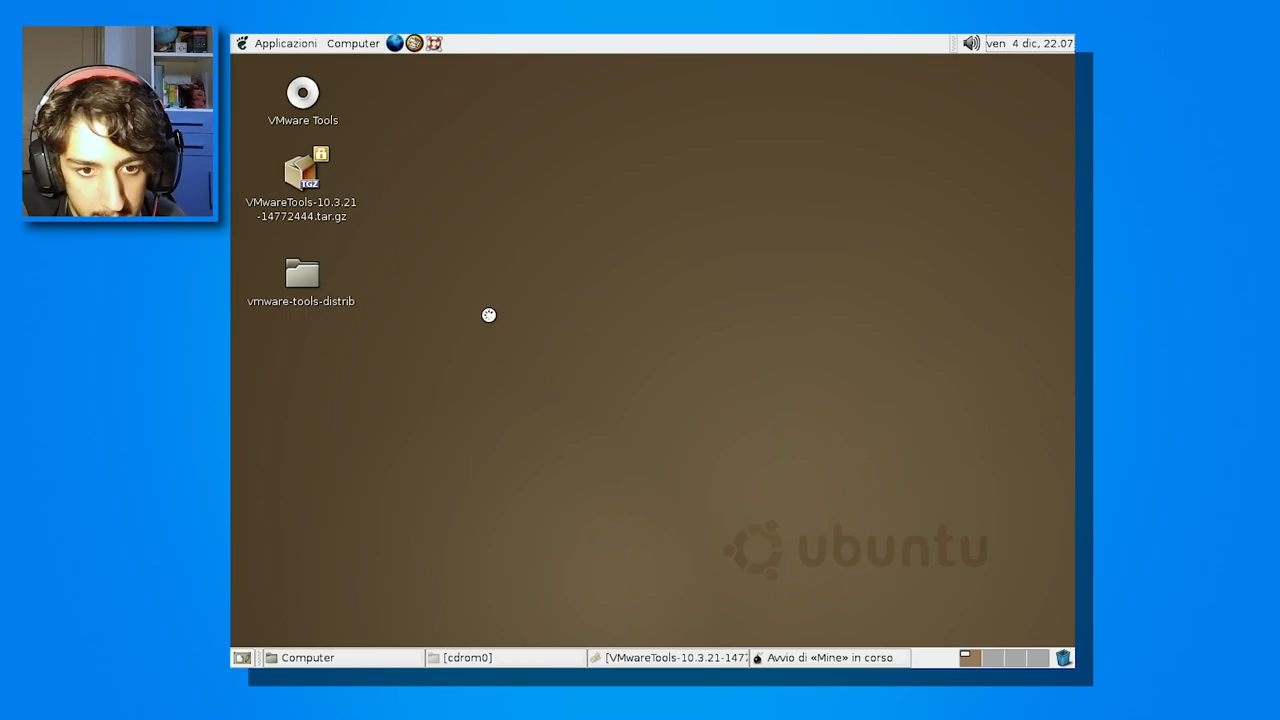 Applicazioni Computer
ven 4 dic, 22.07
VMware Tools
TGZ
VMwareTools-10.3.21
-14772444.tar.gz
vmware-tools-distrib
ubuntu
Computer
[cdrom0]
[VMwareTools-10.3.21-1477
Avvio di «Mine» in corso